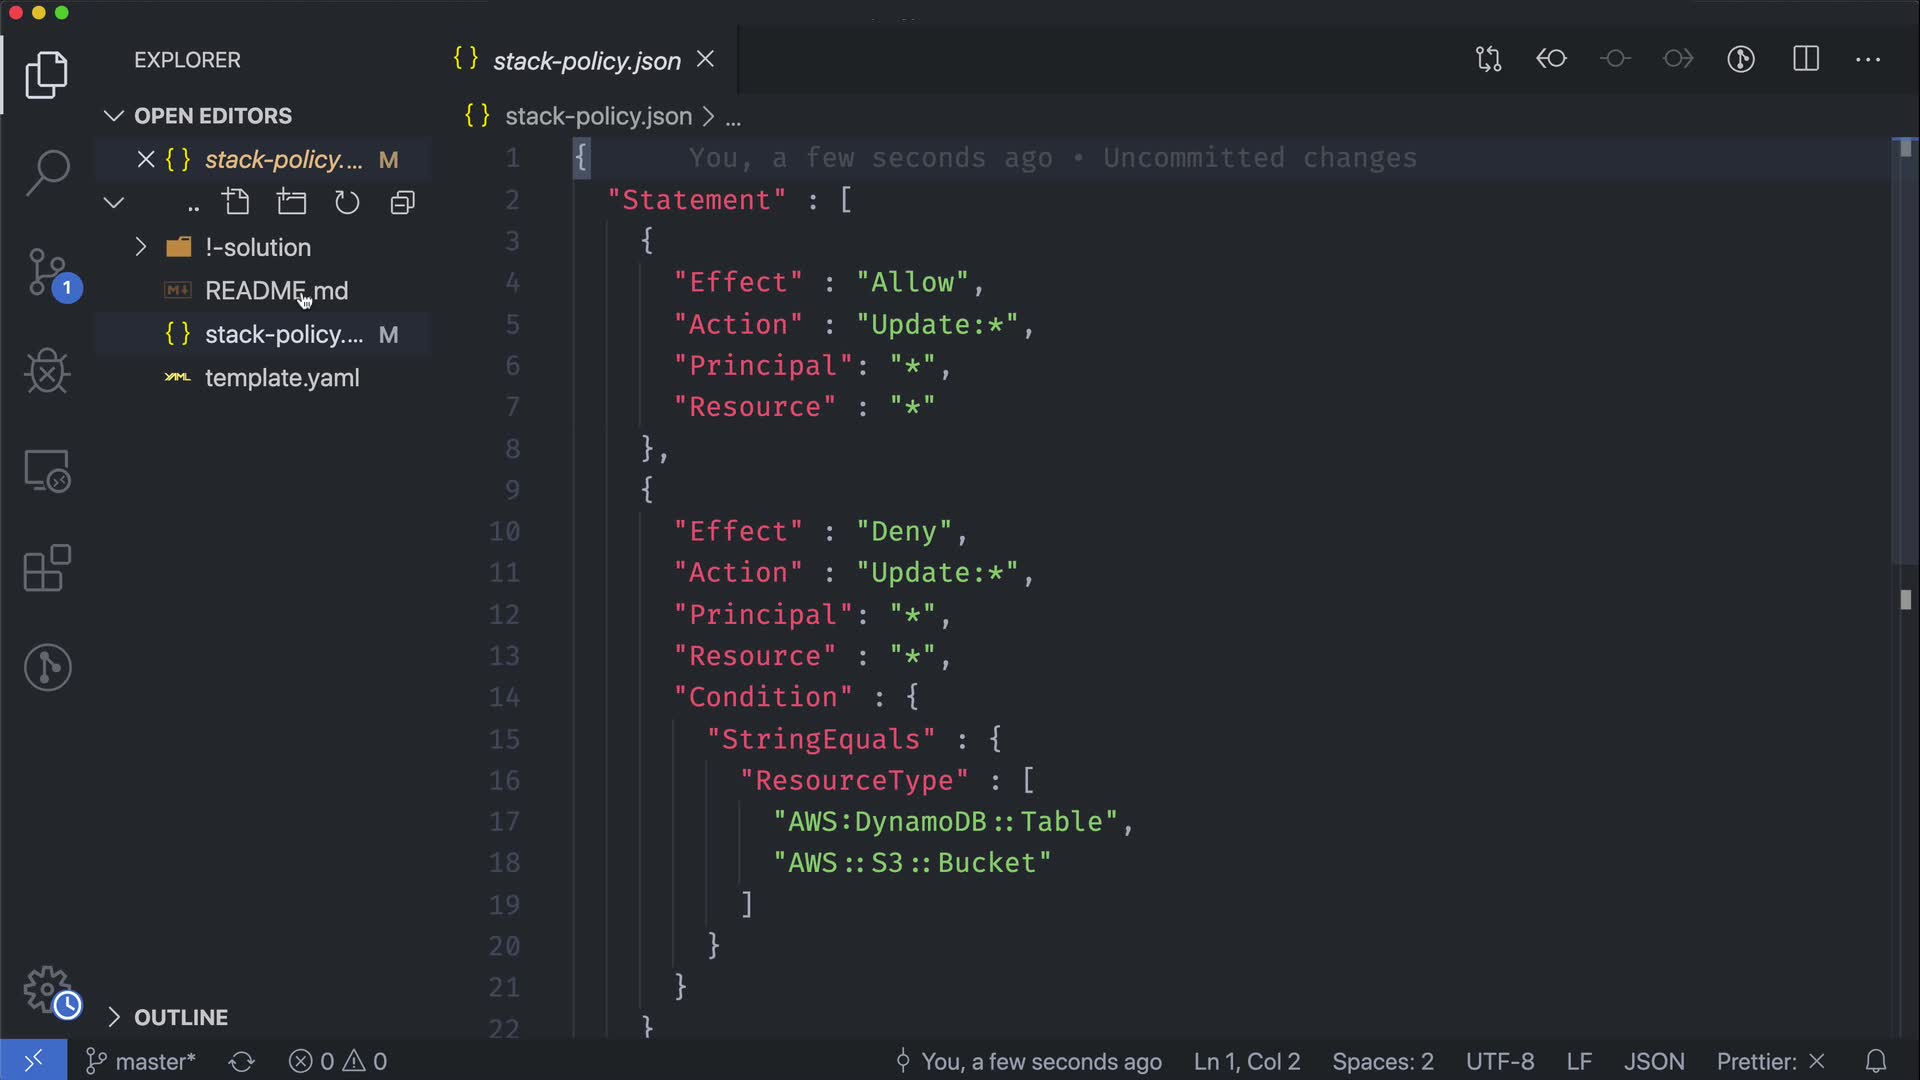 EXPLORER
OPEN EDITORS
stack-policy.... M
..
!-solution
README.md
stack-policy.... M
template.yaml
OUTLINE
stack-policy.json
stack-policy.json > ...
1 { You, a few seconds ago • Uncommitted changes
2 "Statement" : [
3 {
4 "Effect" : "Allow",
5 "Action" : "Update:*",
6 "Principal": "*",
7 "Resource" : "*"
8 },
9 {
10 "Effect" : "Deny",
11 "Action" : "Update:*",
12 "Principal": "*",
13 "Resource" : "*",
14 "Condition" : {
15 "StringEquals" : {
16 "ResourceType" : [
17 "AWS:DynamoDB::Table",
18 "AWS::S3::Bucket"
19 ]
20 }
21 }
22 }
1
master* 0 0 You, a few seconds ago Ln 1, Col 2 Spaces: 2 UTF-8 LF JSON Prettier: ×